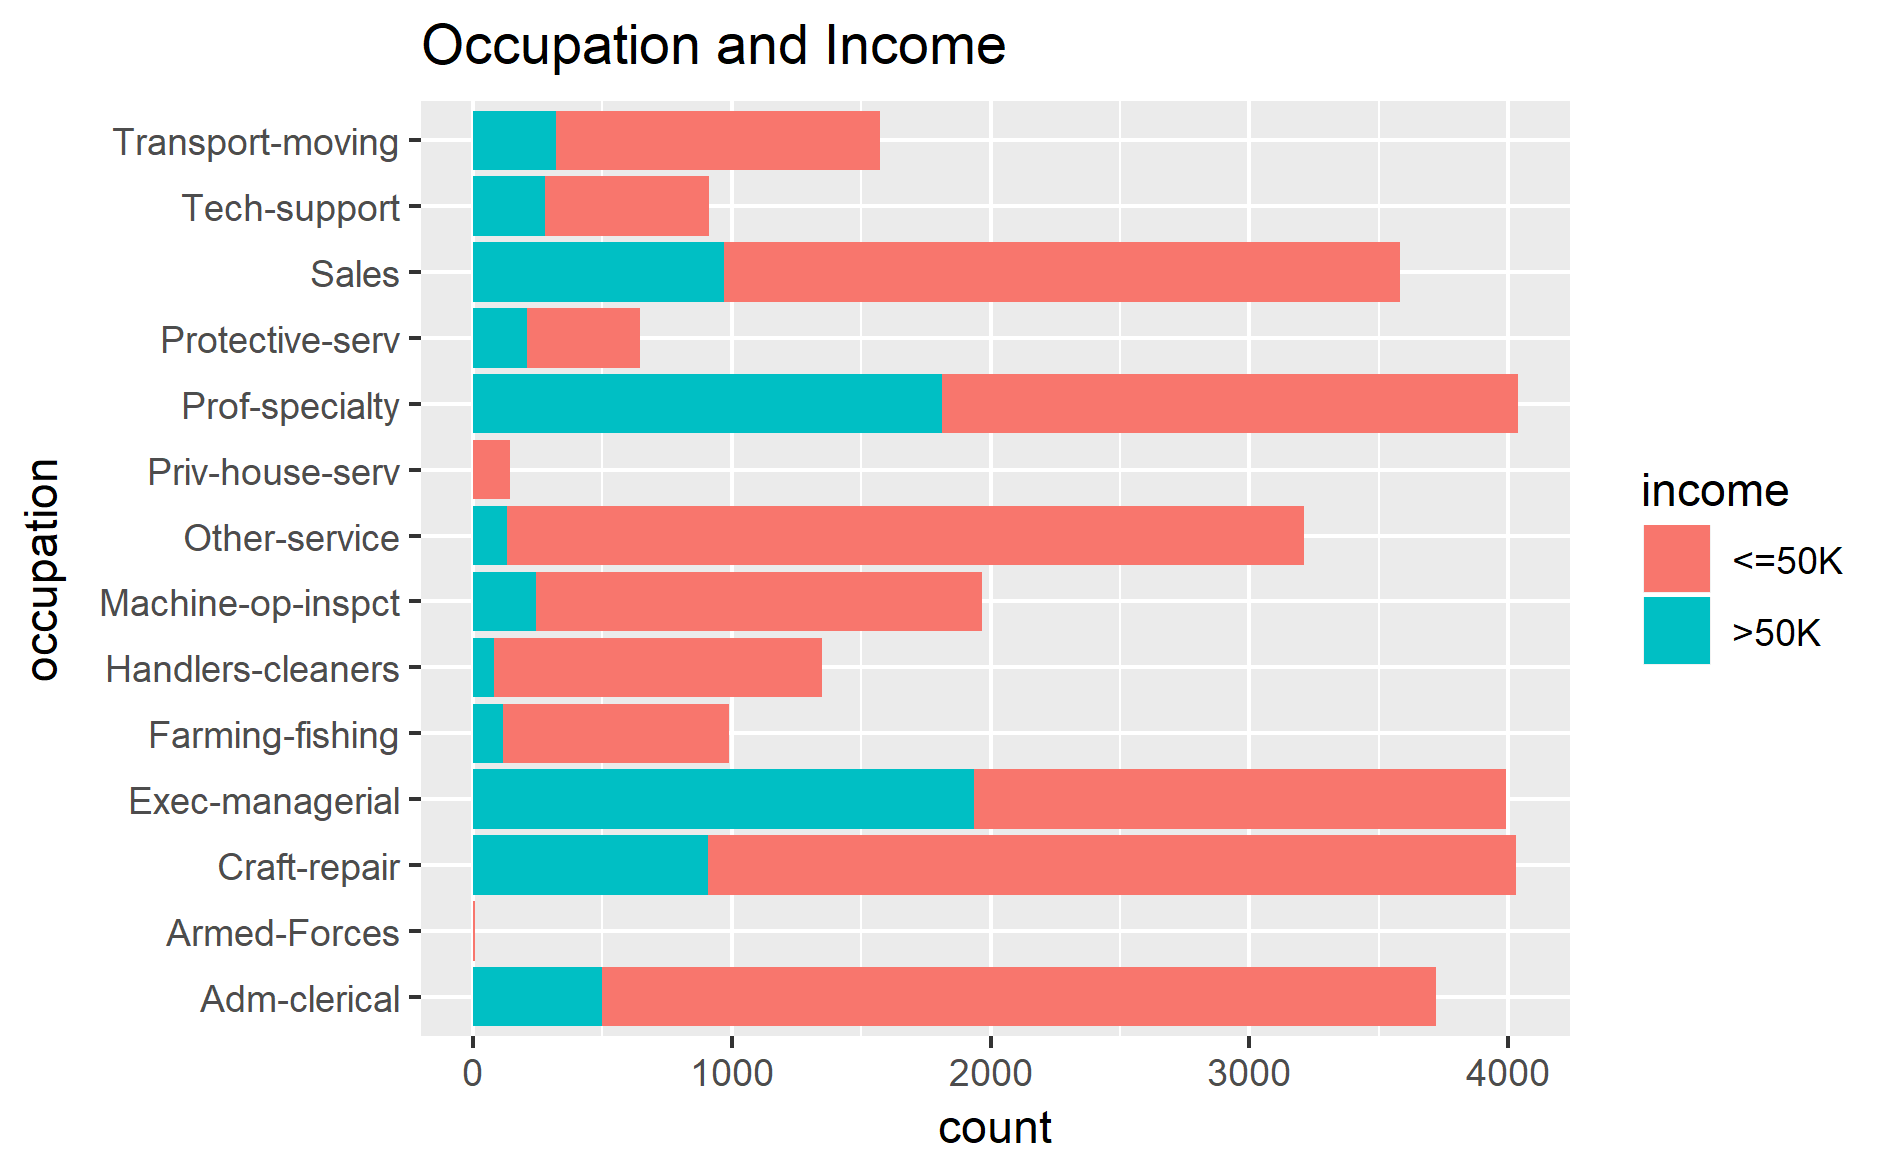 Occupation and Income
Transport-moving
Tech-support
Sales
Protective-serv
Prof-specialty
Priv-house-serv
Other-service
Machine-op-inspct
Handlers-cleaners
Farming-fishing
Exec-managerial
Craft-repair
Armed-Forces
Adm-clerical
occupation
0 1000 2000 3000 4000
count
income
<=50K
>50K